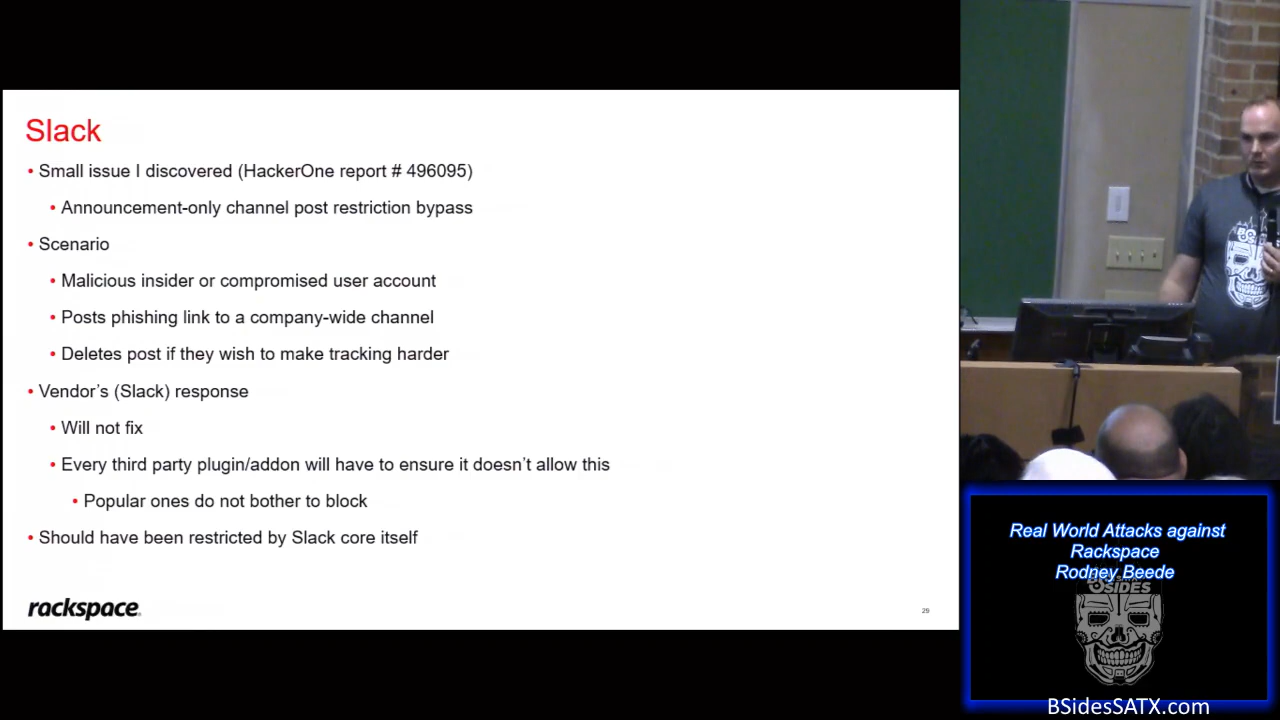 Slack
• Small issue I discovered (HackerOne report # 496095)
• Announcement-only channel post restriction bypass
• Scenario
• Malicious insider or compromised user account
• Posts phishing link to a company-wide channel
• Deletes post if they wish to make tracking harder
• Vendor’s (Slack) response
• Will not fix
• Every third party plugin/addon will have to ensure it doesn’t allow this
• Popular ones do not bother to block
• Should have been restricted by Slack core itself
rackspace
29
Real World Attacks against
Rackspace
Rodney Beede
BSidesSATX.com